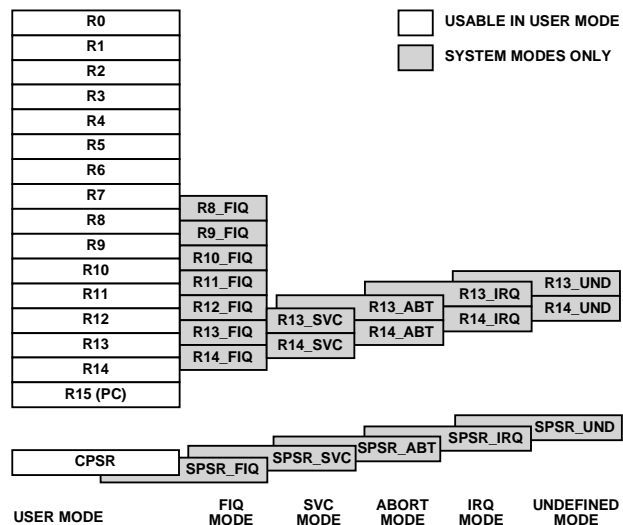 R0
R1
R2
R3
R4
R5
R6
R7
R8
R9
R10
R11
R12
R13
R14
R15 (PC)
USABLE IN USER MODE
SYSTEM MODES ONLY
R8_FIQ
R9_FIQ
R10_FIQ
R11_FIQ
R12_FIQ
R13_FIQ
R14_FIQ
R13_SVC
R14_SVC
R13_ABT
R14_ABT
R13_IRQ
R14_IRQ
R13_UND
R14_UND
CPSR
SPSR_FIQ
SPSR_SVC
SPSR_ABT
SPSR_IRQ
SPSR_UND
USER MODE
FIQ
MODE
SVC
MODE
ABORT
MODE
IRQ
MODE
UNDEFINED
MODE